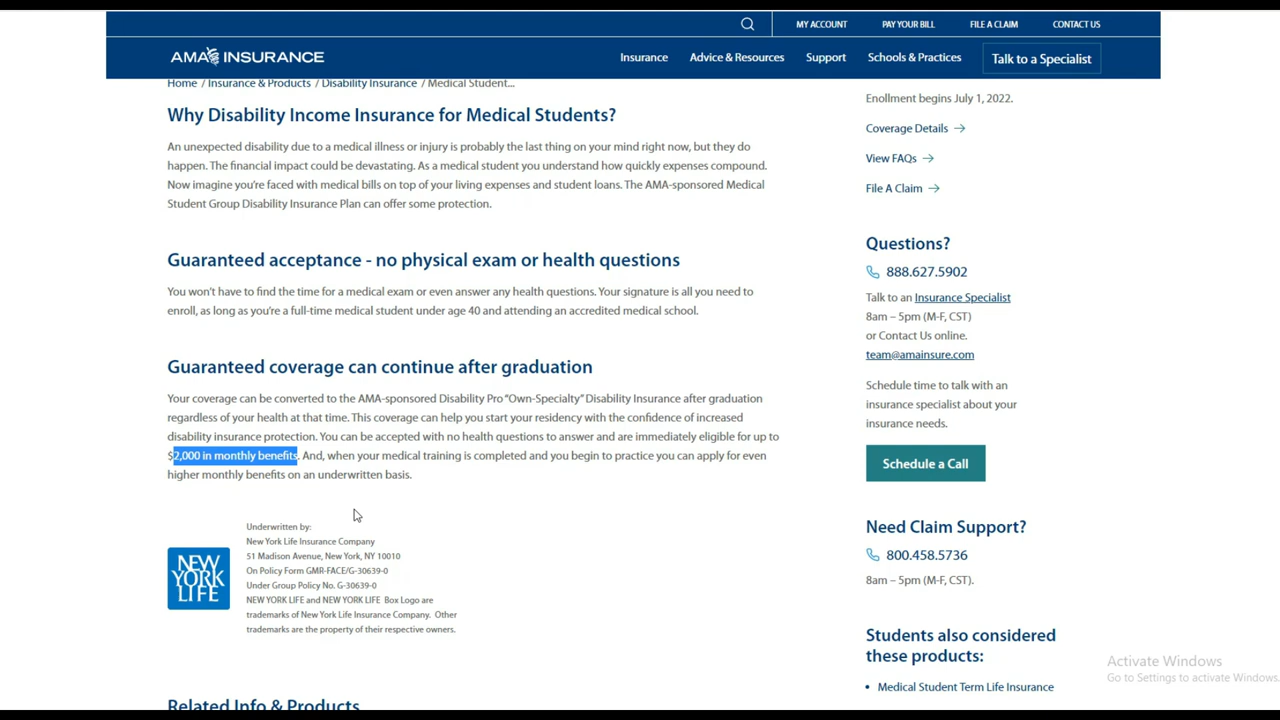 MY ACCOUNT PAY YOUR BILL FILE A CLAIM CONTACT US
AMA INSURANCE
Insurance Advice & Resources Support Schools & Practices Talk to a Specialist
Home / Insurance & Products / Disability Insurance / Medical Student...
Why Disability Income Insurance for Medical Students?
An unexpected disability due to a medical illness or injury is probably the last thing on your mind right now, but they do
happen. The financial impact could be devastating. As a medical student you understand how quickly expenses compound.
Now imagine you're faced with medical bills on top of your living expenses and student loans. The AMA-sponsored Medical
Student Group Disability Insurance Plan can offer some protection.
Guaranteed acceptance - no physical exam or health questions
You won't have to find the time for a medical exam or even answer any health questions. Your signature is all you need to
enroll, as long as you're a full-time medical student under age 40 and attending an accredited medical school.
Guaranteed coverage can continue after graduation
Your coverage can be converted to the AMA-sponsored Disability Pro "Own-Specialty" Disability Insurance after graduation
regardless of your health at that time. This coverage can help you start your residency with the confidence of increased
disability insurance protection. You can be accepted with no health questions to answer and are immediately eligible for up to
$2,000 in monthly benefits. And, when your medical training is completed and you begin to practice you can apply for even
higher monthly benefits on an underwritten basis.
NEW
YORK
LIFE
Underwritten by:
New York Life Insurance Company
51 Madison Avenue, New York, NY 10010
On Policy Form GMR-FACE/G-30639-0
Under Group Policy No. G-30639-0
NEW YORK LIFE and NEW YORK LIFE Box Logo are
trademarks of New York Life Insurance Company. Other
trademarks are the property of their respective owners.
Related Info & Products
Enrollment begins July 1, 2022.
Coverage Details
View FAQs
File A Claim
Questions?
888.627.5902
Talk to an Insurance Specialist
8am – 5pm (M-F, CST)
or Contact Us online.
team@amainsure.com
Schedule time to talk with an
insurance specialist about your
insurance needs.
Schedule a Call
Need Claim Support?
800.458.5736
8am – 5pm (M-F, CST).
Students also considered
these products:
• Medical Student Term Life Insurance
Activate Windows
Go to Settings to activate Windows.